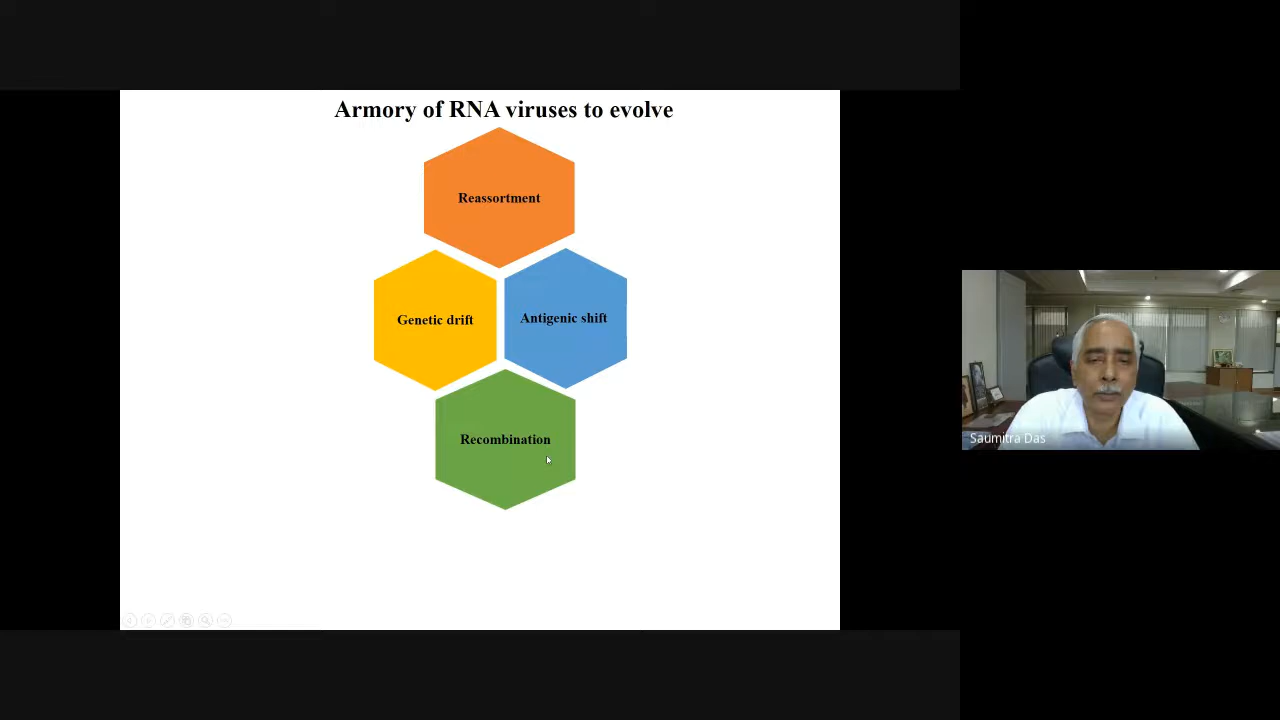 Armory of RNA viruses to evolve
Reassortment
Genetic drift
Antigenic shift
Recombination
Saumitra Das